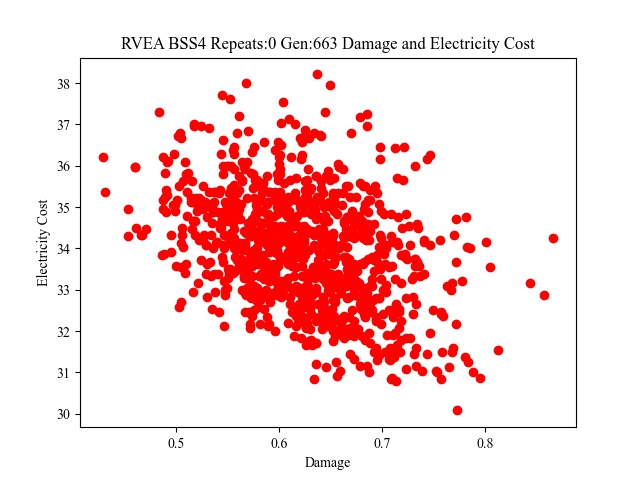 RVEA BSS4 Repeats:0 Gen:663 Damage and Electricity Cost
38
37
36
35
34
33
32
31
30
Electricity Cost
0.5 0.6 0.7 0.8
Damage